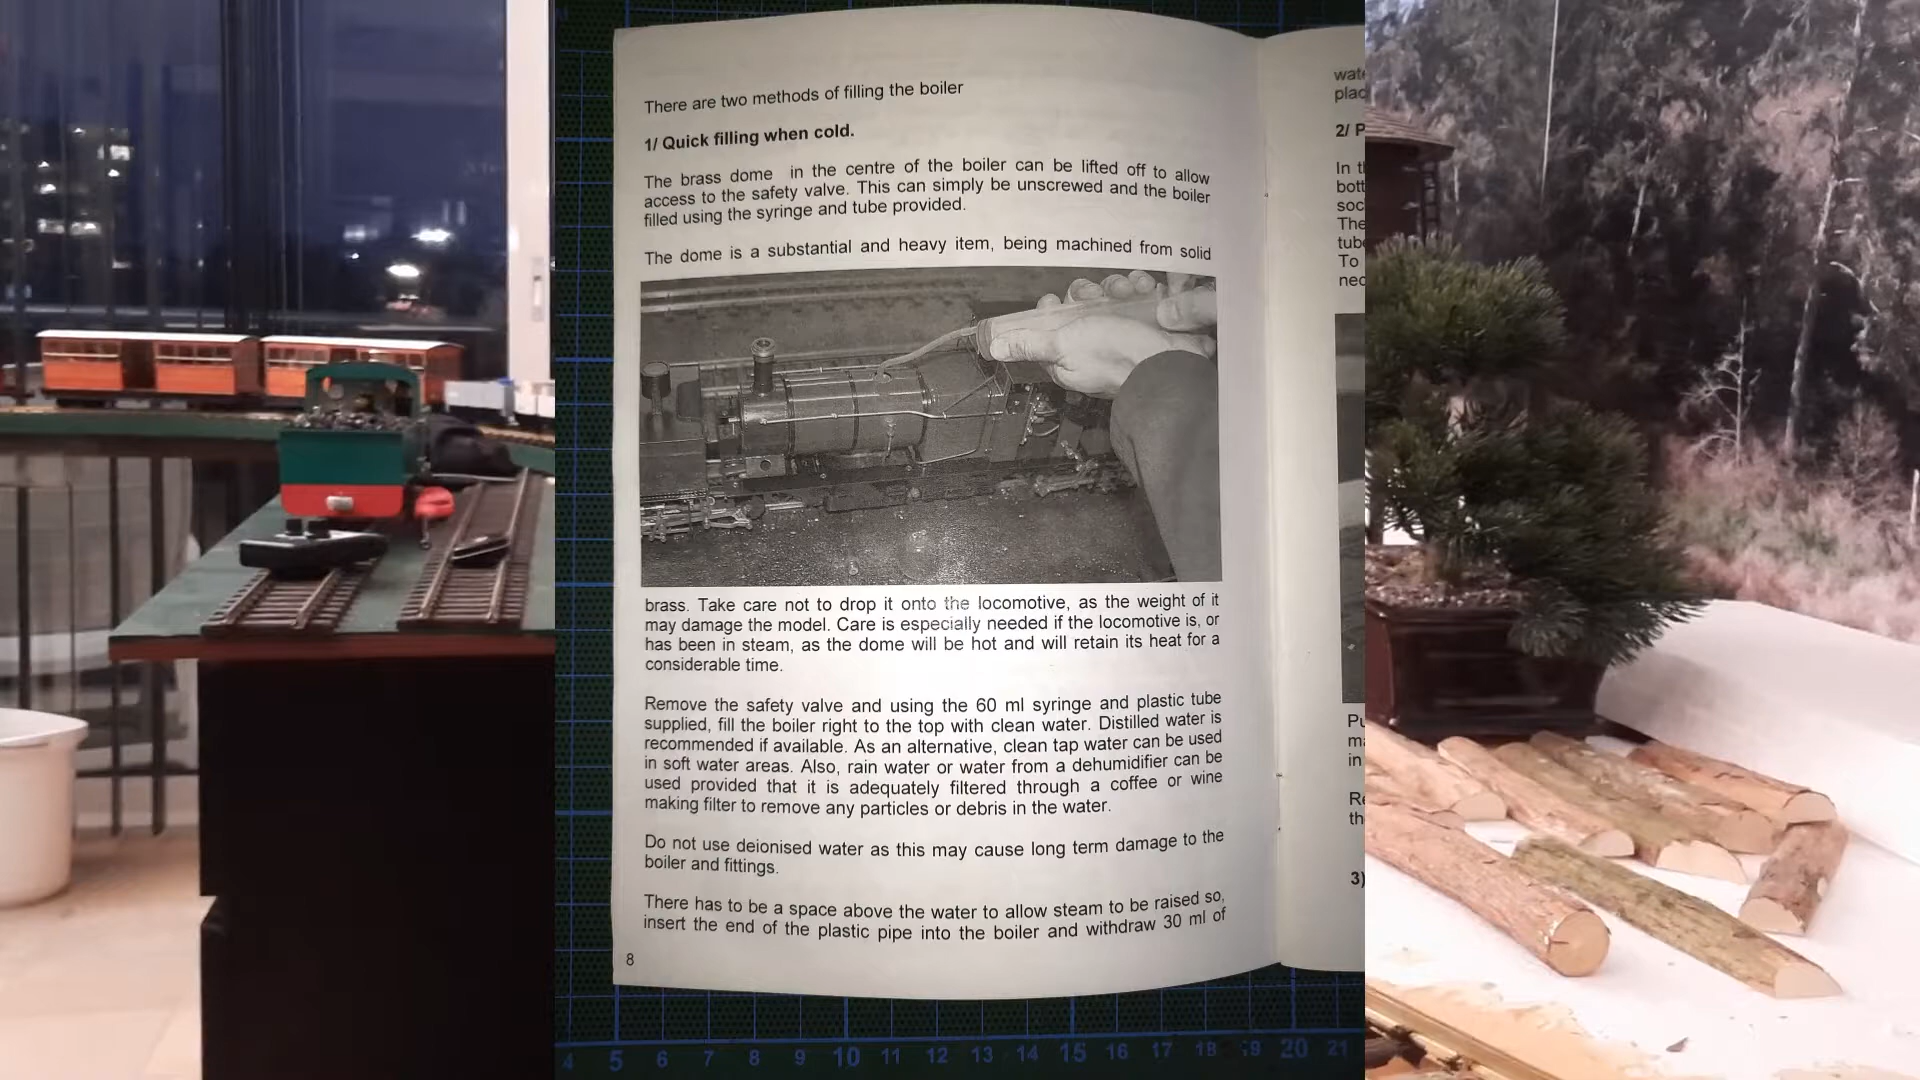 There are two methods of filling the boiler
1/ Quick filling when cold.
The brass dome in the centre of the boiler can be lifted off to allow
access to the safety valve. This can simply be unscrewed and the boiler
filled using the syringe and tube provided.
The dome is a substantial and heavy item, being machined from solid
brass. Take care not to drop it onto the locomotive, as the weight of it
may damage the model. Care is especially needed if the locomotive is, or
has been in steam, as the dome will be hot and will retain its heat for a
considerable time.
Remove the safety valve and using the 60 ml syringe and plastic tube
supplied, fill the boiler right to the top with clean water. Distilled water is
recommended if available. As an alternative, clean tap water can be used
in soft water areas. Also, rain water or water from a dehumidifier can be
used provided that it is adequately filtered through a coffee or wine
making filter to remove any particles or debris in the water.
Do not use deionised water as this may cause long term damage to the
boiler and fittings.
There has to be a space above the water to allow steam to be raised so,
insert the end of the plastic pipe into the boiler and withdraw 30 ml of
8
2/ P
In
The
To
in
3)
4 5 6 7 8 9 10 11 12 13 14 15 16 17 18 19 20 21